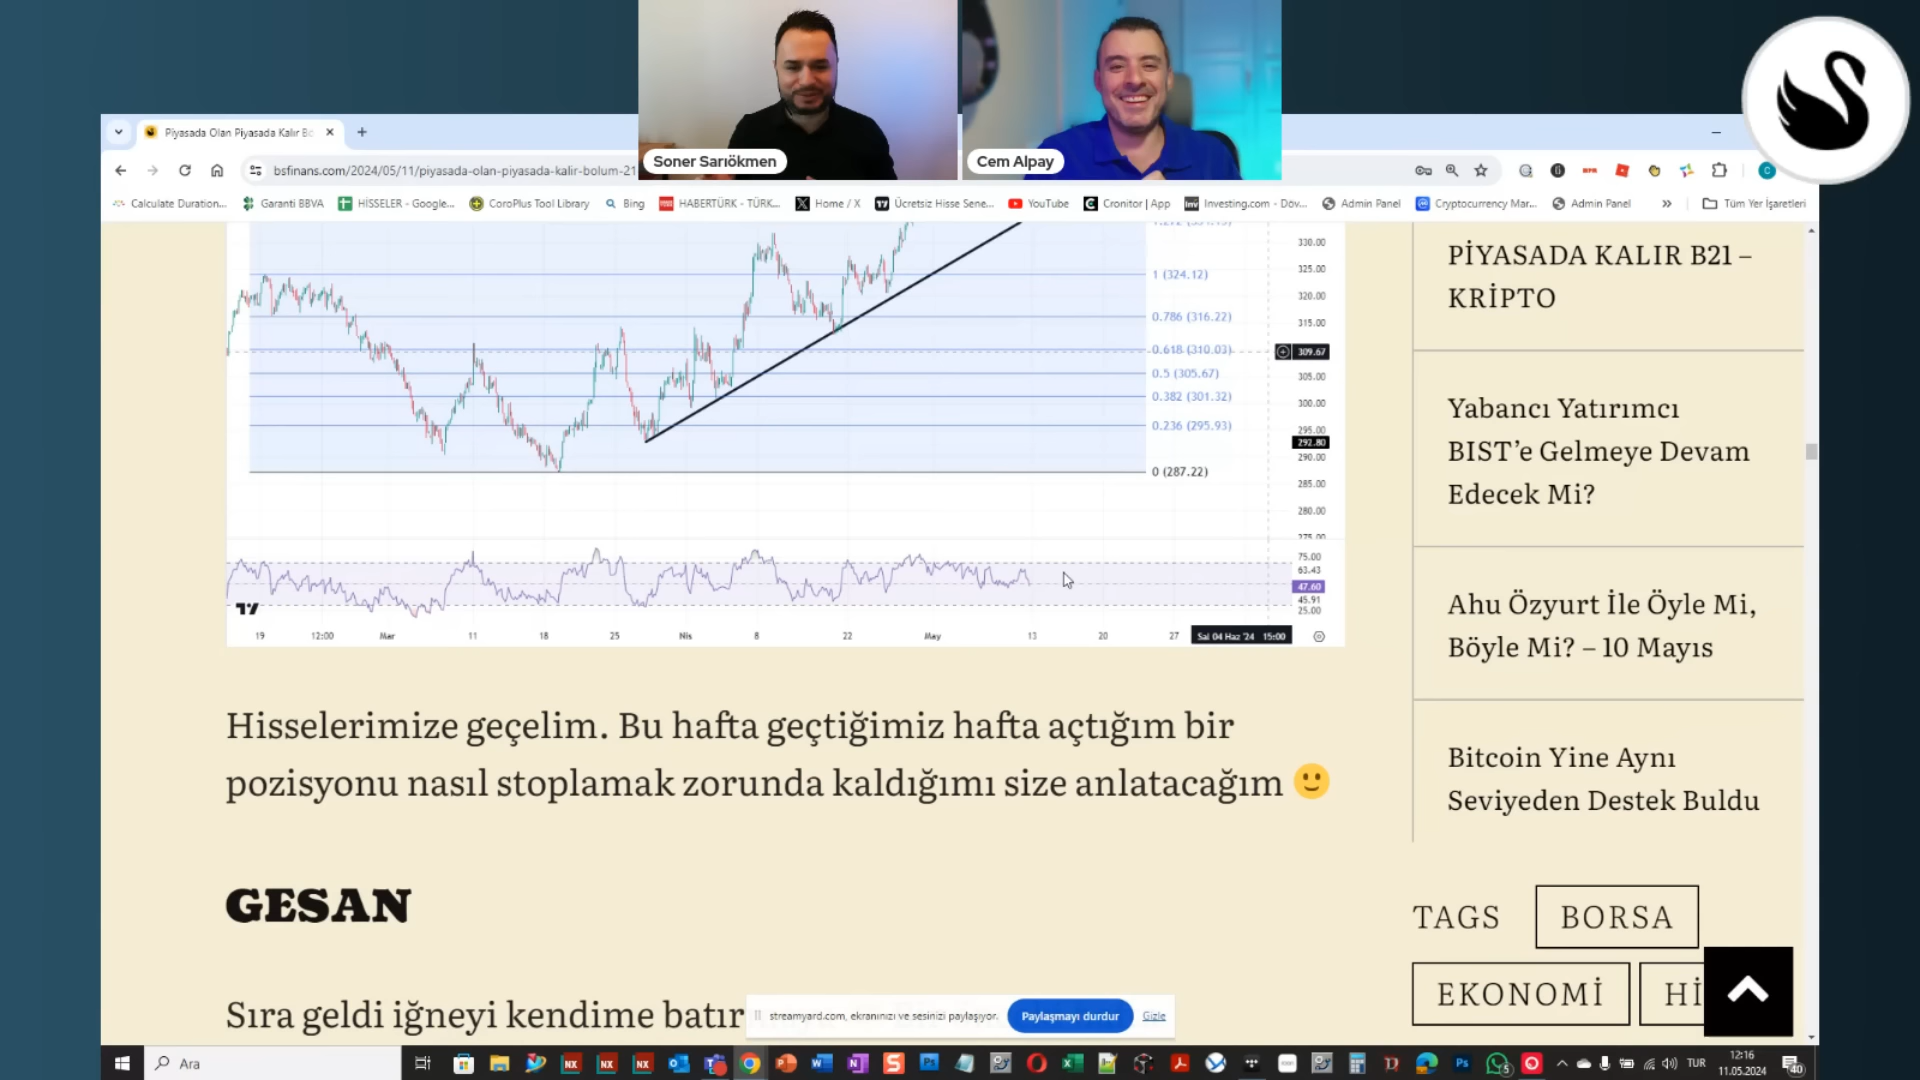 Soner Sarıökmen
Cem Alpay
Piyasada Olan Piyasada Kalır Bö
bsfinans.com/2024/05/11/piyasada-olan-piyasada-kalir-bolum-21
Calculate Duration...
Garanti BBVA
HİSSELER - Google...
CoroPlus Tool Library
Bing
HABERTÜRK - TÜRK...
Home / X
Ücretsiz Hisse Sene...
YouTube
Cronitor | App
Investing.com - Döv...
Admin Panel
Cryptocurrency Mar...
Admin Panel
Tüm Yer İşaretleri
330.00
1 (324.12)
325.00
320.00
0.786 (316.22)
315.00
0.618 (310.03)
309.67
0.5 (305.67)
305.00
0.382 (301.32)
300.00
0.236 (295.93)
295.00
292.80
290.00
0 (287.22)
285.00
280.00
275.00
75.00
63.43
47.60
45.91
25.00
19
12:00
Mar
11
18
25
Nis
8
22
May
13
20
27
Sal 04 Haz '24 15:00
Hisselerimize geçelim. Bu hafta geçtiğimiz hafta açtığım bir
pozisyonu nasıl stoplamak zorunda kaldığımı size anlatacağım 🙂
GESAN
Sıra geldi iğneyi kendime batır
PİYASADA KALIR B21 –
KRİPTO
Yabancı Yatırımcı
BIST’e Gelmeye Devam
Edecek Mi?
Ahu Özyurt İle Öyle Mi,
Böyle Mi? – 10 Mayıs
Bitcoin Yine Aynı
Seviyeden Destek Buldu
TAGS
BORSA
EKONOMİ
Hİ
streamyard.com, ekranınızı ve sesinizi paylaşıyor.
Paylaşmayı durdur
Gizle
Ara
TUR
12:16
11.05.2024
40